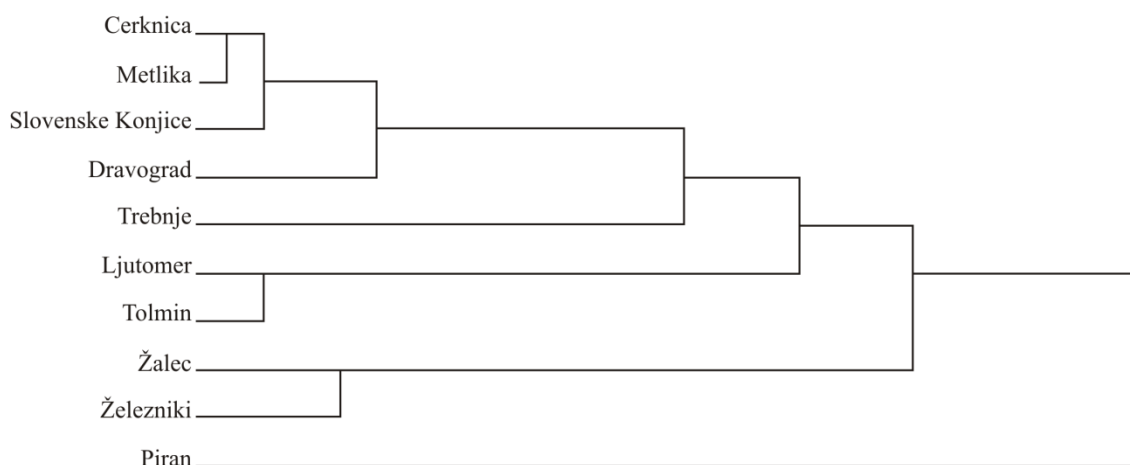 Cerknica
Metlika
Slovenske Konjice
Dravograd
Trebnje
Ljutomer
Tolmin
Žalec
Železniki
Piran